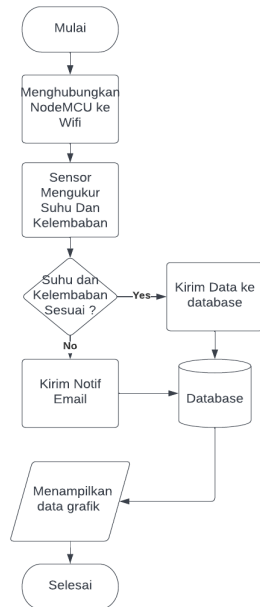 Mulai
Menghubungkan
NodeMCU ke
Wifi
Sensor
Mengukur
Suhu Dan
Kelembaban
Suhu dan
Kelembaban
Sesuai ?
Yes
Kirim Data ke
database
No
Kirim Notif
Email
Database
Menampilkan
data grafik
Selesai